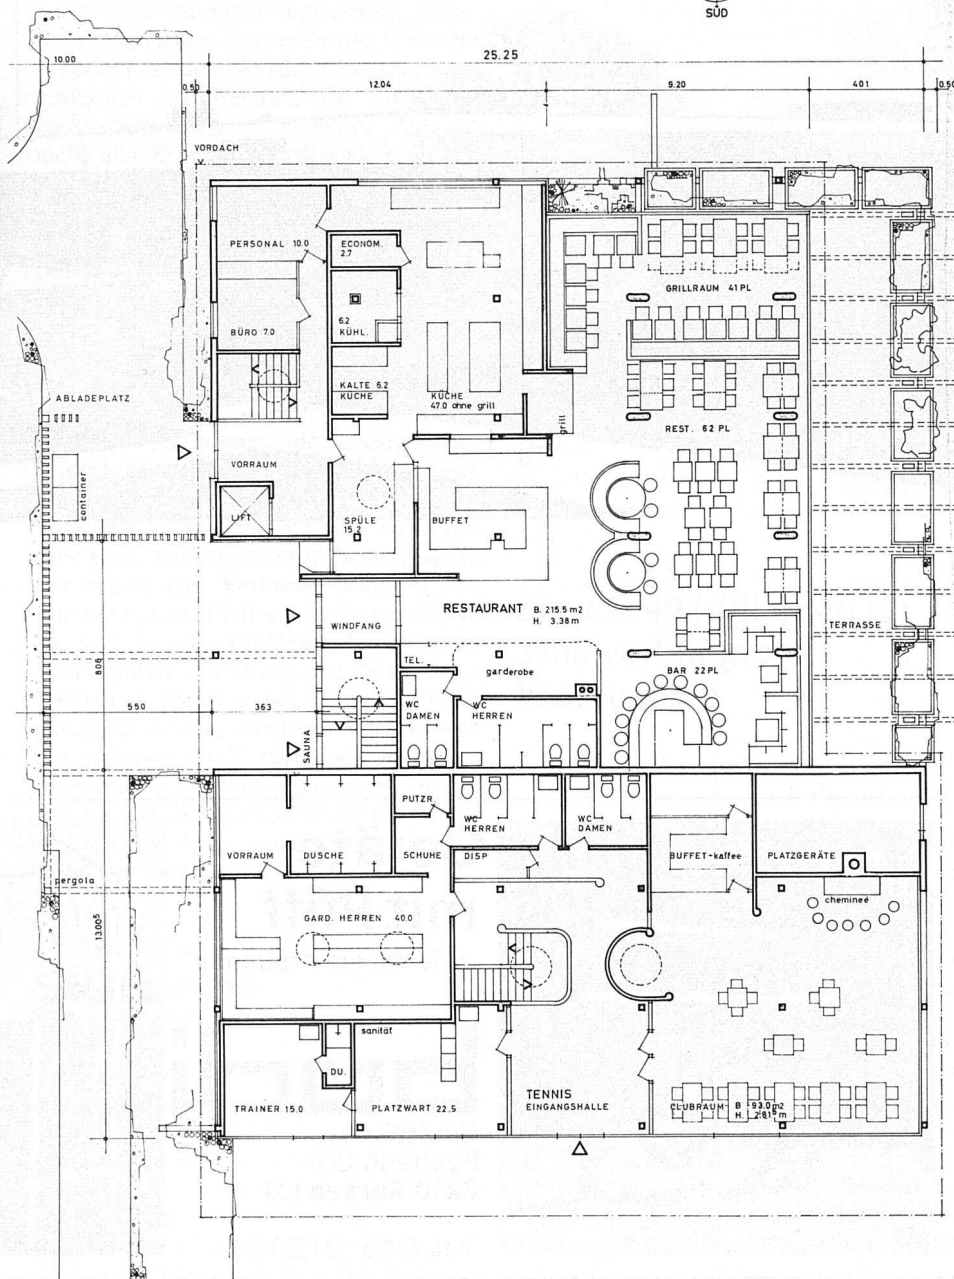 SÜD
10.00
25.25
0.50
12.04
9.20
401
0.50
VORDACH
PERSONAL 10.0
ECONOM.
2.7
GRILLRAUM 41 PL
6.2
KÜHL.
BÜRO 7.0
KALTE 6.2
KÜCHE
KÜCHE
47.0 ohne grill
ABLADEPLATZ
grill
REST. 62 PL
VORRAUM
container
LIFT
SPÜLE
15.2
BUFFET
RESTAURANT
B. 215.5 m2
H. 3.36 m
WINDFANG
TERRASSE
TEL.
garderobe
BAR 22 PL
806
550
363
WC
DAMEN
WC
HERREN
SAUNA
PUTZR.
WC
HERREN
WC
DAMEN
VORRAUM
DUSCHE
SCHUHE
DISP
BUFFET-kaffee
PLATZGERÄTE
pergola
GARD. HERREN 40.0
chemineé
13.00⁵
sanität
DU.
TRAINER 15.0
PLATZWART 22.5
TENNIS
EINGANGSHALLE
CLUBRAUM
B 93.0 m2